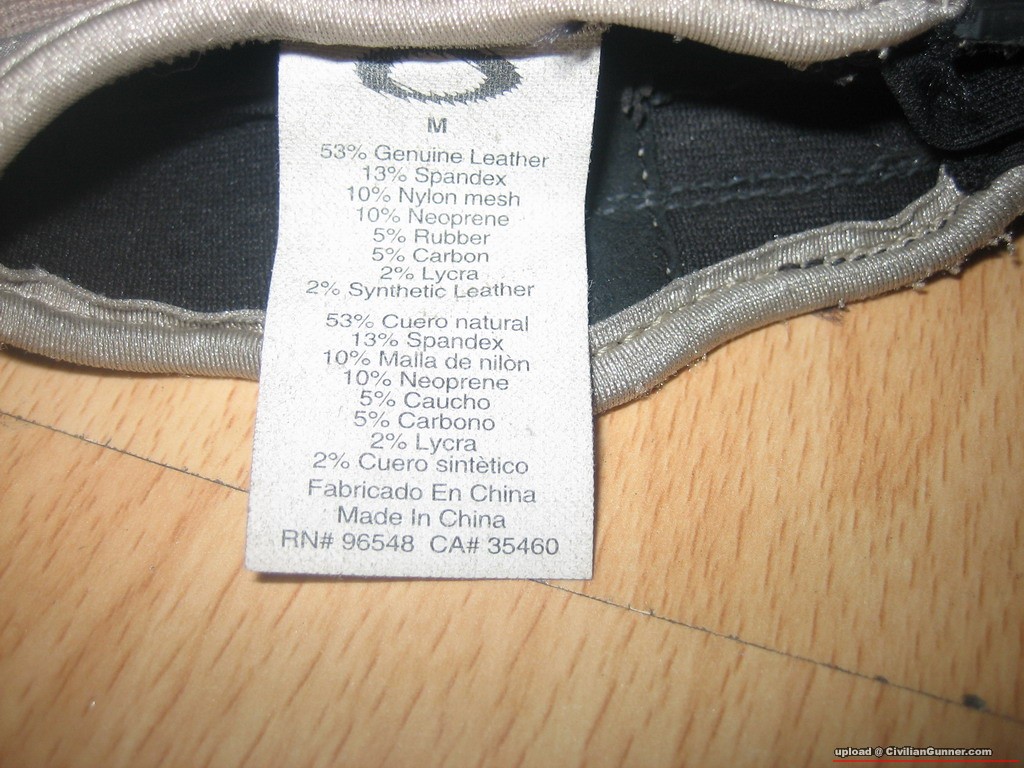 M
53% Genuine Leather
13% Spandex
10% Nylon mesh
10% Neoprene
5% Rubber
5% Carbon
2% Lycra
2% Synthetic Leather
53% Cuero natural
13% Spandex
10% Malla de nilòn
10% Neoprene
5% Caucho
5% Carbono
2% Lycra
2% Cuero sintètico
Fabricado En China
Made In China
RN# 96548 CA# 35460
upload @ CivilianGunner.com